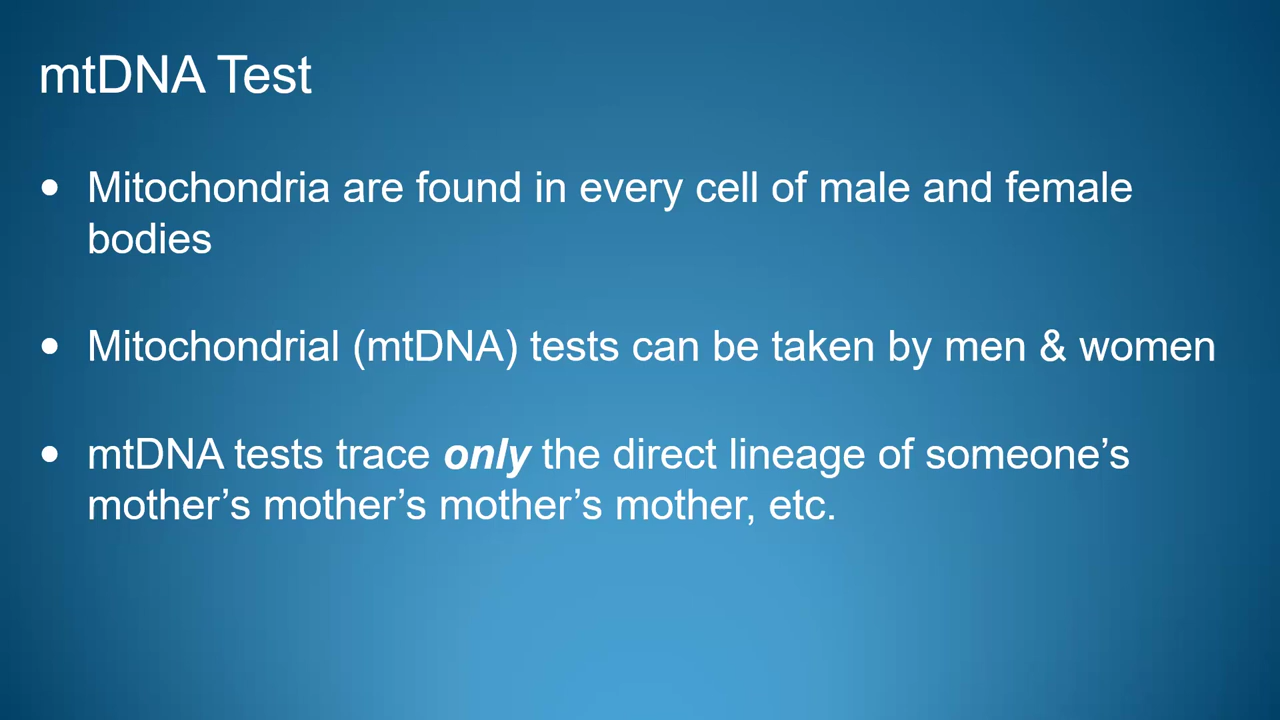 mtDNA Test
● Mitochondria are found in every cell of male and female
bodies
● Mitochondrial (mtDNA) tests can be taken by men & women
● mtDNA tests trace only the direct lineage of someone’s
mother’s mother’s mother’s mother, etc.